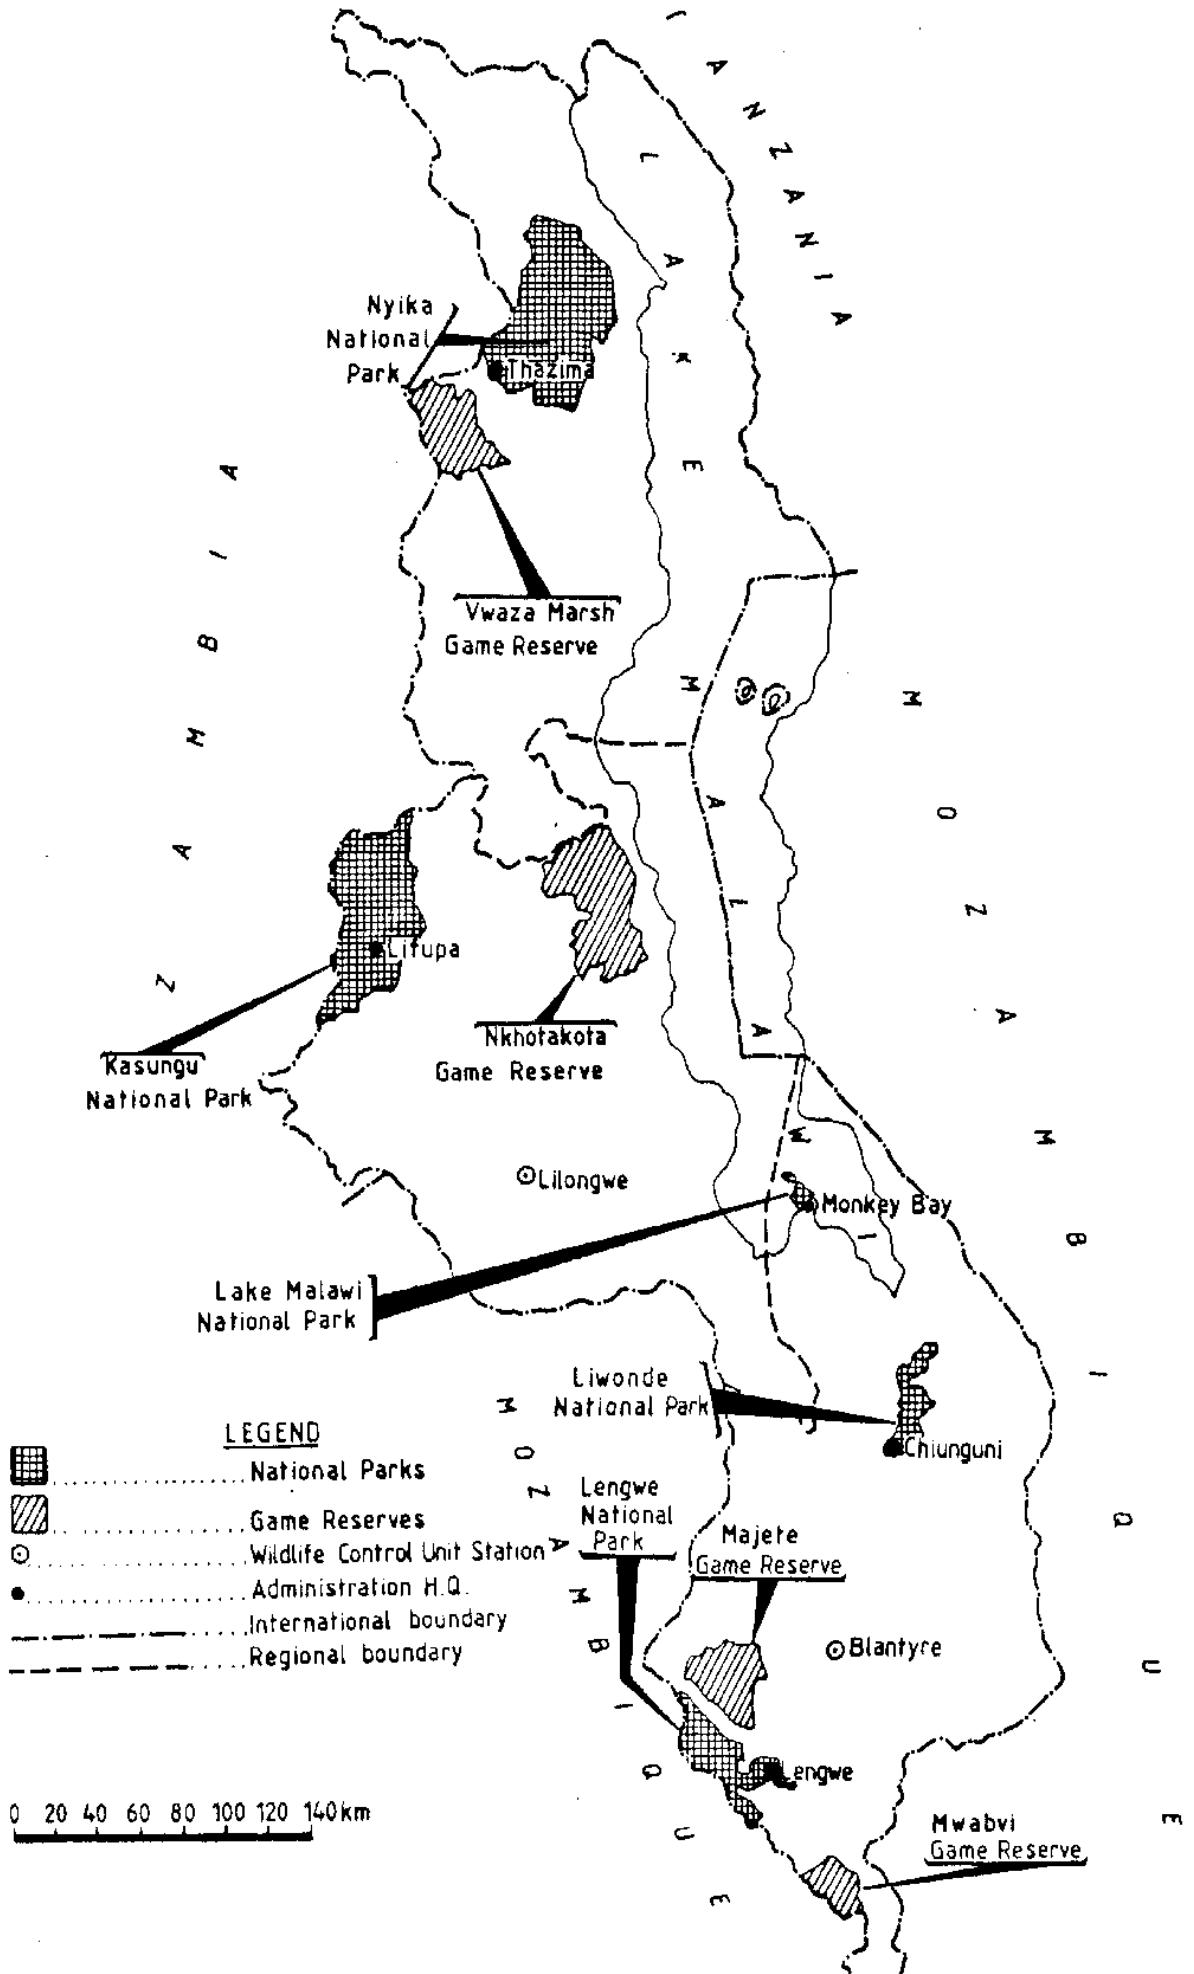 TANZANIA
LAKE MALAWI
ZAMBIA
MOZAMBIQUE
Nyika
National
Park
Thazima
Vwaza Marsh
Game Reserve
Lifupa
Kasungu
National Park
Nkhotakota
Game Reserve
Lilongwe
Monkey Bay
Lake Malawi
National Park
Liwonde
National Park
Chiunguni
MOZAMBIQUE
LEGEND
National Parks
Game Reserves
Wildlife Control Unit Station
Administration H.Q.
International boundary
Regional boundary
Lengwe
National
Park
Majete
Game Reserve
Blantyre
Lengwe
Mwabvi
Game Reserve
0 20 40 60 80 100 120 140km